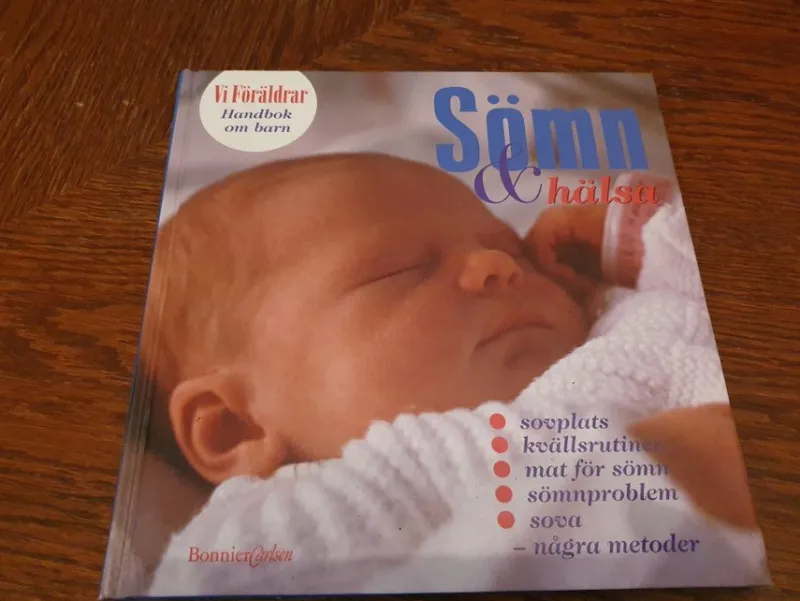 Vi Föräldrar
Handbok
om barn
Sömn
& hälsa
sovplats
kvällsrutiner
mat för sömn
sömnproblem
sova
– några metoder
BonnierCarlsen